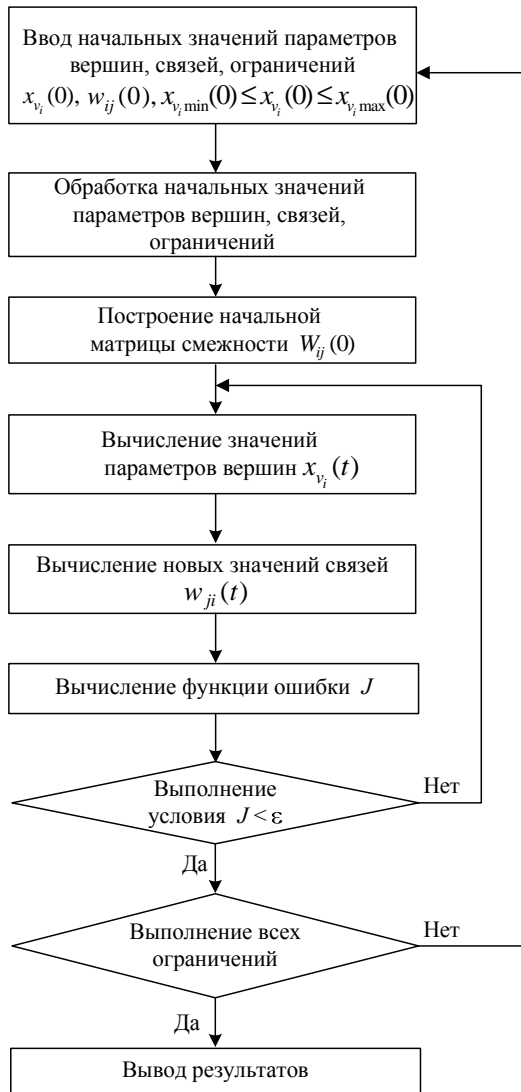 Ввод начальных значений параметров
вершин, связей, ограничений
x_{v_i}(0), w_{ij}(0), x_{v_i min}(0) ≤ x_{v_i}(0) ≤ x_{v_i max}(0)
Обработка начальных значений
параметров вершин, связей,
ограничений
Построение начальной
матрицы смежности W_{ij}(0)
Вычисление значений
параметров вершин x_{v_i}(t)
Вычисление новых значений связей
w_{ji}(t)
Вычисление функции ошибки J
Выполнение
условия J < ε
Нет
Да
Выполнение всех
ограничений
Нет
Да
Вывод результатов